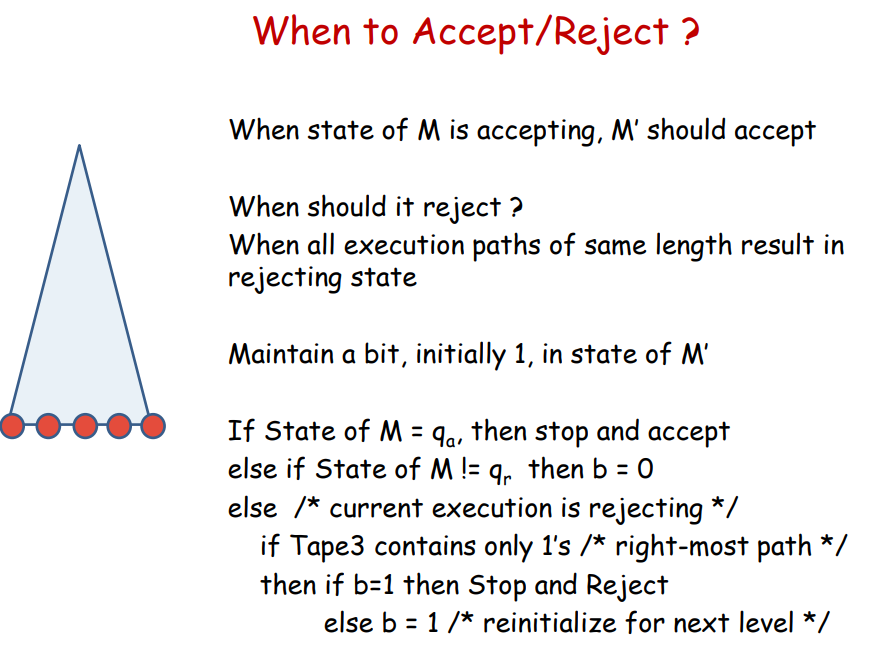 When to Accept/Reject ?
When state of M is accepting, M' should accept
When should it reject ?
When all execution paths of same length result in
rejecting state
Maintain a bit, initially 1, in state of M'
If State of M = qₐ, then stop and accept
else if State of M != qᵣ then b = 0
else /* current execution is rejecting */
if Tape3 contains only 1's /* right-most path */
then if b=1 then Stop and Reject
else b = 1 /* reinitialize for next level */